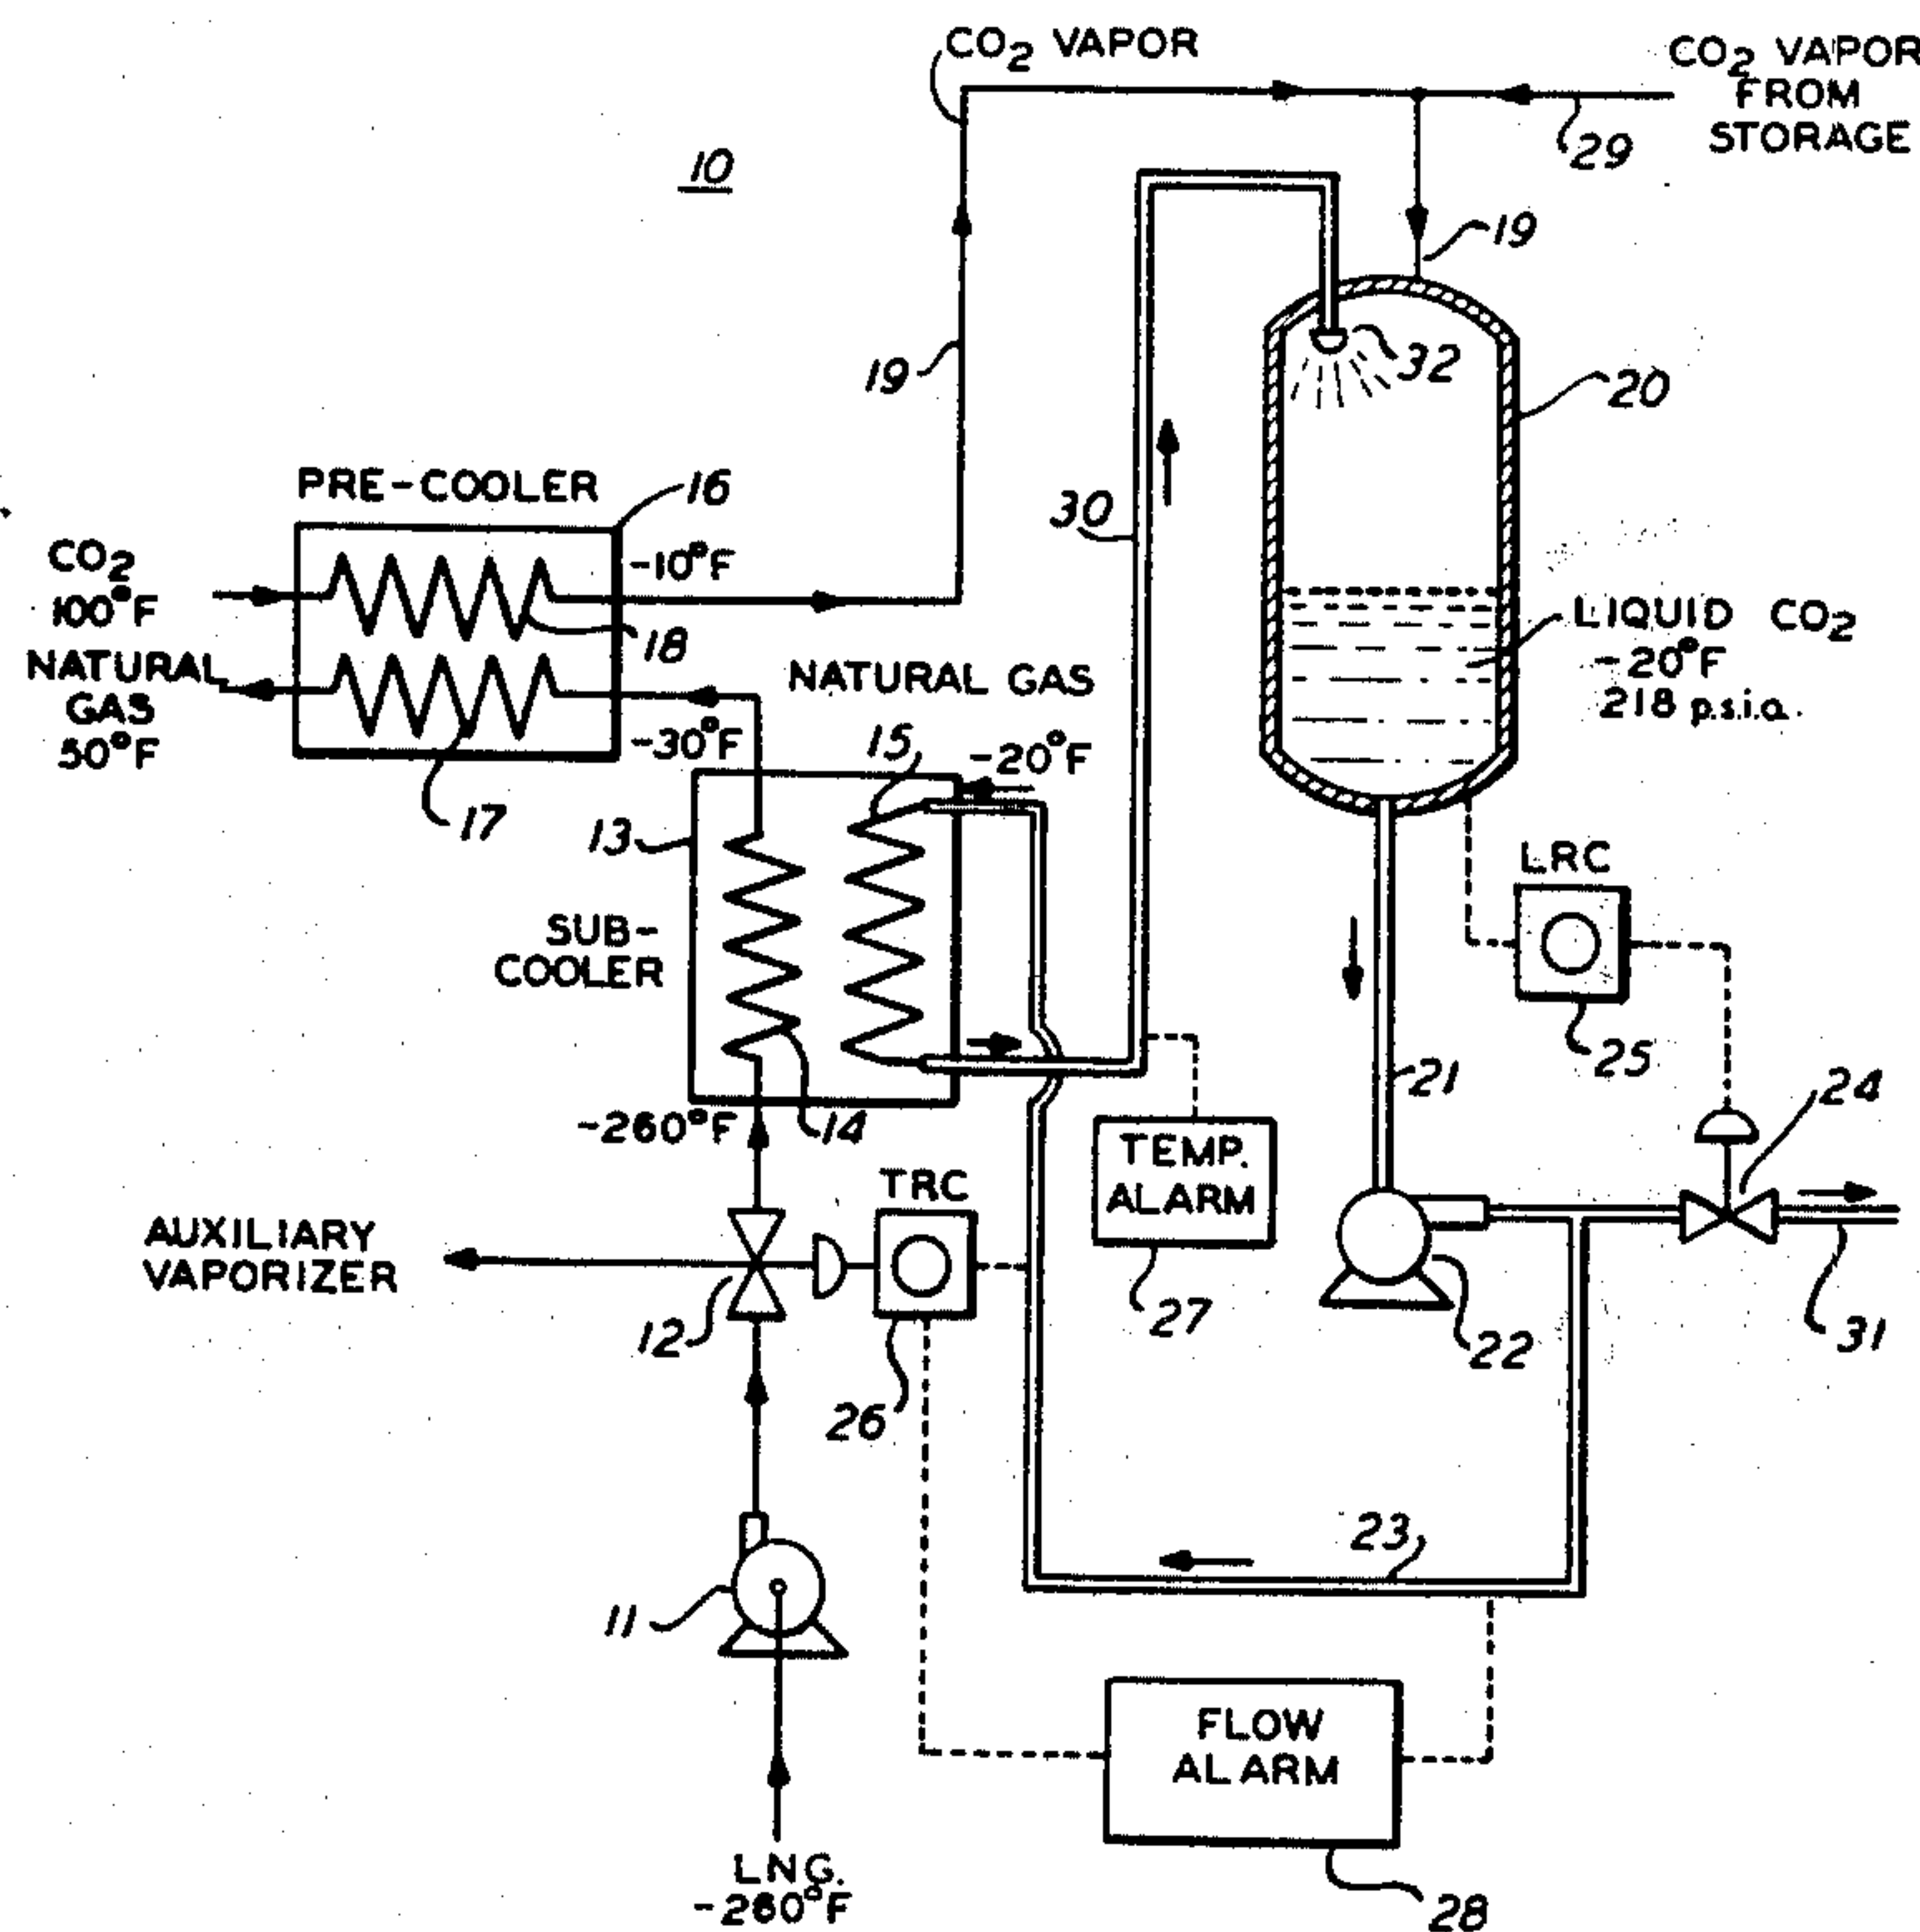 CO2 VAPOR
CO2 VAPOR
FROM
STORAGE
29
10
19
32
20
19
PRE-COOLER
16
30
CO2
100°F
-10°F
18
LIQUID CO2
-20°F
218 p.s.i.a.
NATURAL
GAS
50°F
NATURAL GAS
-30°F
15
-20°F
17
13
LRC
SUB-
COOLER
25
21
24
-260°F
14
TEMP.
ALARM
TRC
AUXILIARY
VAPORIZER
12
27
22
31
26
23
11
FLOW
ALARM
LNG.
-260°F
28